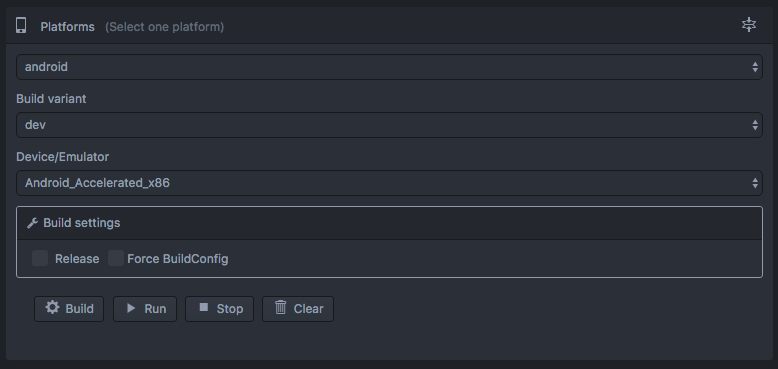 Platforms (Select one platform)
android
Build variant
dev
Device/Emulator
Android_Accelerated_x86
Build settings
Release Force BuildConfig
Build Run Stop Clear